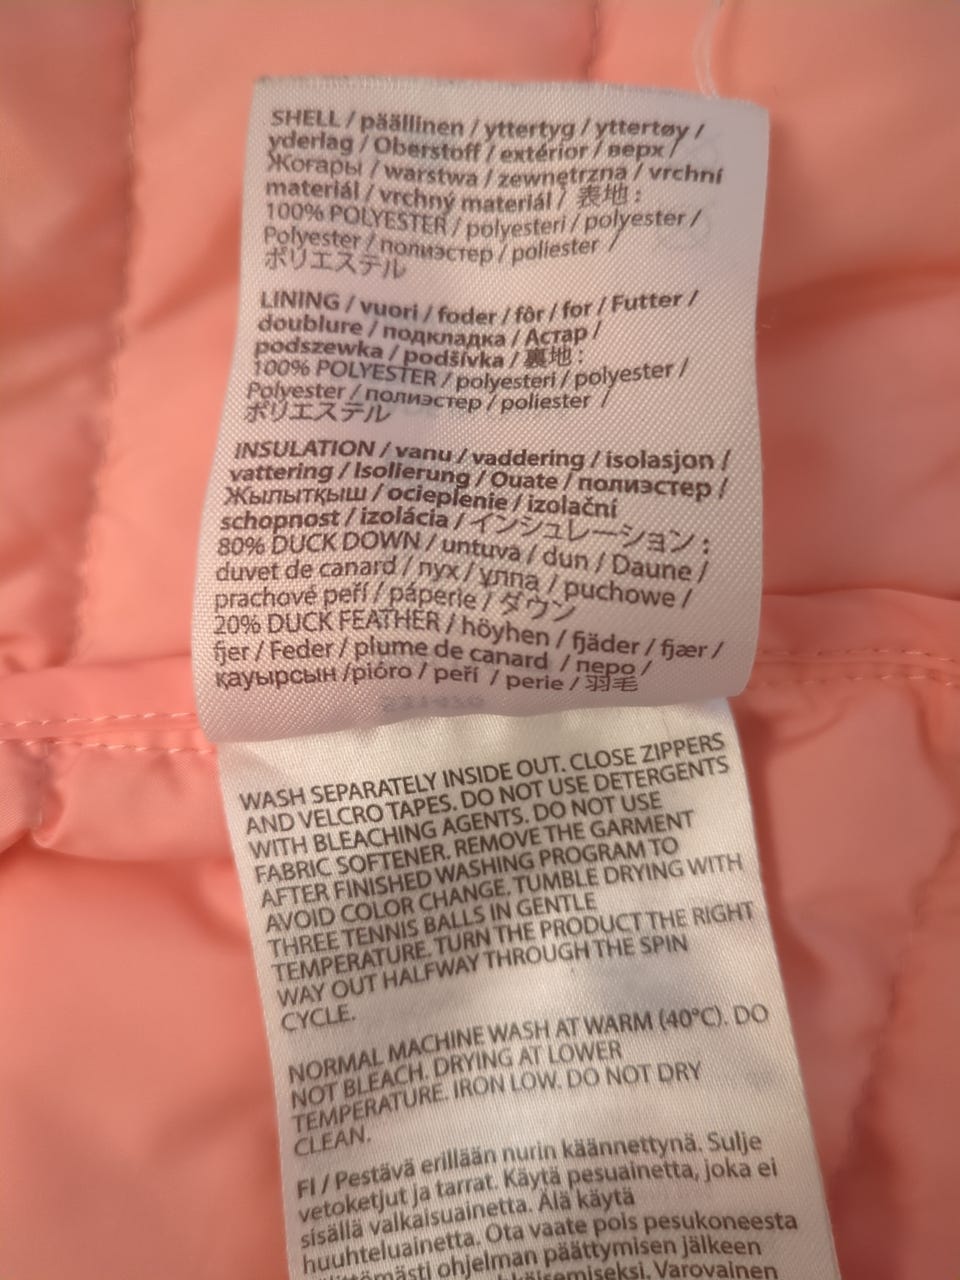 SHELL / päällinen / yttertyg / yttertøy /
yderlag / Oberstoff / extérior / верх /
Жоғары / warstwa / zewnętrzna / vrchní
materiál / vrchný materiál / 表地 :
100% POLYESTER / polyesteri / polyester /
Polyester / полиэстер / poliester /
ポリエステル
LINING / vuori / foder / fôr / for / Futter /
doublure / подкладка / Астар /
podszewka / podšívka / 裏地 :
100% POLYESTER / polyesteri / polyester /
Polyester / полиэстер / poliester /
ポリエステル
INSULATION / vanu / vaddering / isolasjon /
vattering / Isolierung / Ouate / полиэстер /
Жылытқыш / ocieplenie / izolační
schopnost / izolácia / インシュレーション :
80% DUCK DOWN / untuva / dun / Daune /
duvet de canard / пух / ұлпа / puchowe /
prachové peří / páperie / ダウン
20% DUCK FEATHER / höyhen / fjäder / fjær /
fjer / Feder / plume de canard / перо /
қауырсын /pióro / peří / perie / 羽毛
WASH SEPARATELY INSIDE OUT. CLOSE ZIPPERS
AND VELCRO TAPES. DO NOT USE DETERGENTS
WITH BLEACHING AGENTS. DO NOT USE
FABRIC SOFTENER. REMOVE THE GARMENT
AFTER FINISHED WASHING PROGRAM TO
AVOID COLOR CHANGE. TUMBLE DRYING WITH
THREE TENNIS BALLS IN GENTLE
TEMPERATURE. TURN THE PRODUCT THE RIGHT
WAY OUT HALFWAY THROUGH THE SPIN
CYCLE.
NORMAL MACHINE WASH AT WARM (40°C). DO
NOT BLEACH. DRYING AT LOWER
TEMPERATURE. IRON LOW. DO NOT DRY
CLEAN.
FI / Pestävä erillään nurin käännettynä. Sulje
vetoketjut ja tarrat. Käytä pesuainetta, joka ei
sisällä valkaisuainetta. Älä käytä
huuhteluainetta. Ota vaate pois pesukoneesta
ohjelman päättymisen jälkeen
Varovainen